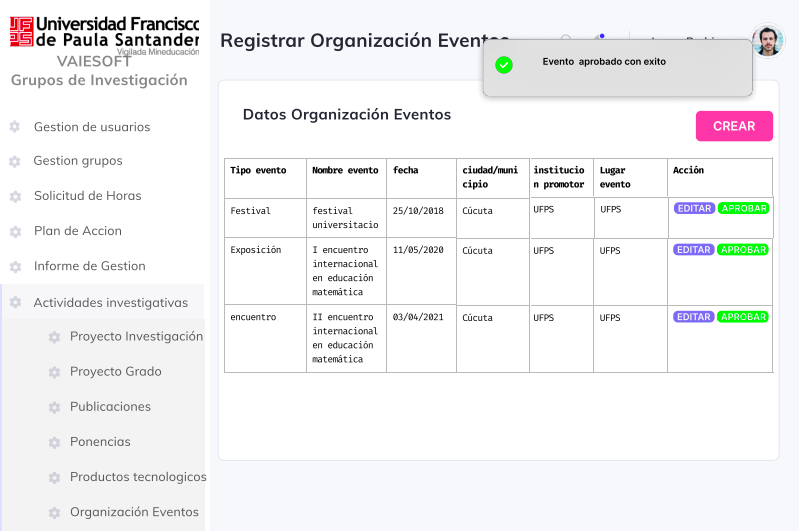 Universidad Francisco
de Paula Santander
Vigilada Mineducación
VAIESOFT
Grupos de Investigación
Gestion de usuarios
Gestion grupos
Solicitud de Horas
Plan de Accion
Informe de Gestion
Actividades investigativas
Proyecto Investigación
Proyecto Grado
Publicaciones
Ponencias
Productos tecnologicos
Organización Eventos
Registrar Organización Eventos
Evento aprobado con exito
Datos Organización Eventos
CREAR
Tipo evento Nombre evento fecha ciudad/muni institucio Lugar Acción
cipio n promotor evento
Festival festival 25/10/2018 Cúcuta UFPS UFPS EDITAR APROBAR
universitacio
Exposición I encuentro 11/05/2020 Cúcuta UFPS UFPS EDITAR APROBAR
internacional
en educación
matemática
encuentro II encuentro 03/04/2021 Cúcuta UFPS UFPS EDITAR APROBAR
internacional
en educación
matemática